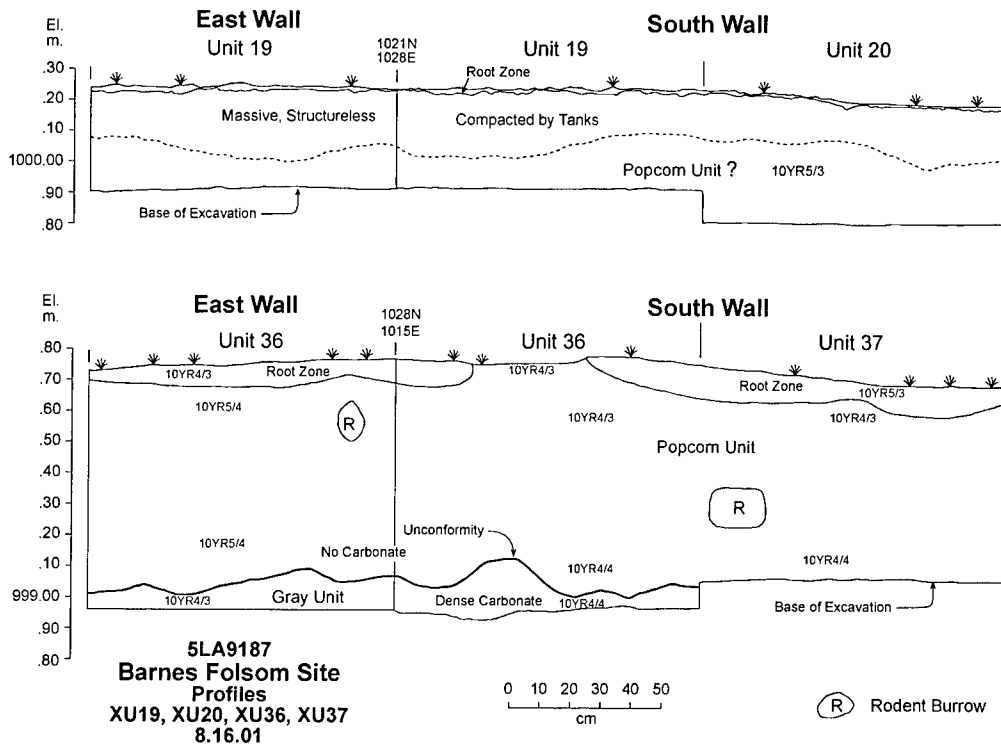 El.
m.
East Wall
Unit 19
1021N
1028E
Unit 19
South Wall
Unit 20
.30
.20
.10
1000.00
.90
.80
Root Zone
Massive, Structureless
Compacted by Tanks
Popcorn Unit ?
10YR5/3
Base of Excavation
El.
m.
East Wall
Unit 36
1028N
1015E
Unit 36
South Wall
Unit 37
.80
.70
.60
.50
.40
.30
.20
.10
999.00
.90
.80
10YR4/3
Root Zone
10YR4/3
Root Zone
10YR5/3
10YR5/4
R
10YR4/3
10YR4/3
Popcorn Unit
R
Unconformity
10YR5/4
No Carbonate
10YR4/4
10YR4/4
10YR4/3
Gray Unit
Dense Carbonate
10YR4/4
Base of Excavation
5LA9187
Barnes Folsom Site
Profiles
XU19, XU20, XU36, XU37
8.16.01
0 10 20 30 40 50
cm
R Rodent Burrow